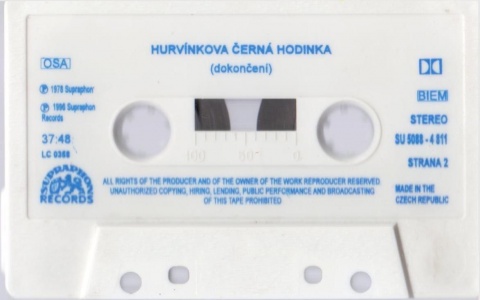 HURVÍNKOVA ČERNÁ HODINKA
(dokončení)
OSA
Ⓟ 1978 Supraphon
Ⓟ 1996 Supraphon
Records
37:48
LC 0358
BIEM
STEREO
SU 5088 - 4 811
STRANA 2
100 50 0
SUPRAPHON
RECORDS
ALL RIGHTS OF THE PRODUCER AND OF THE OWNER OF THE WORK REPRODUCER RESERVED.
UNAUTHORIZED COPYING, HIRING, LENDING, PUBLIC PERFORMANCE AND BROADCASTING
OF THIS TAPE PROHIBITED
MADE IN THE
CZECH REPUBLIC